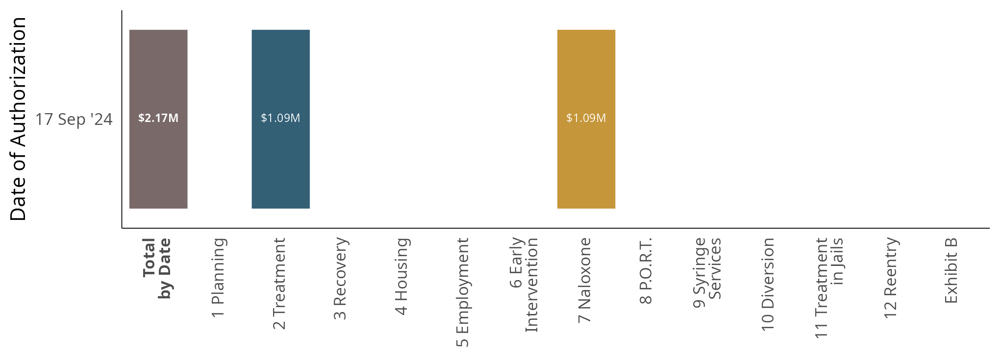 Date of Authorization
17 Sep '24
$2.17M
$1.09M
$1.09M
Total
by Date
1 Planning
2 Treatment
3 Recovery
4 Housing
5 Employment
6 Early
Intervention
7 Naloxone
8 P.O.R.T.
9 Syringe
Services
10 Diversion
11 Treatment
in Jails
12 Reentry
Exhibit B